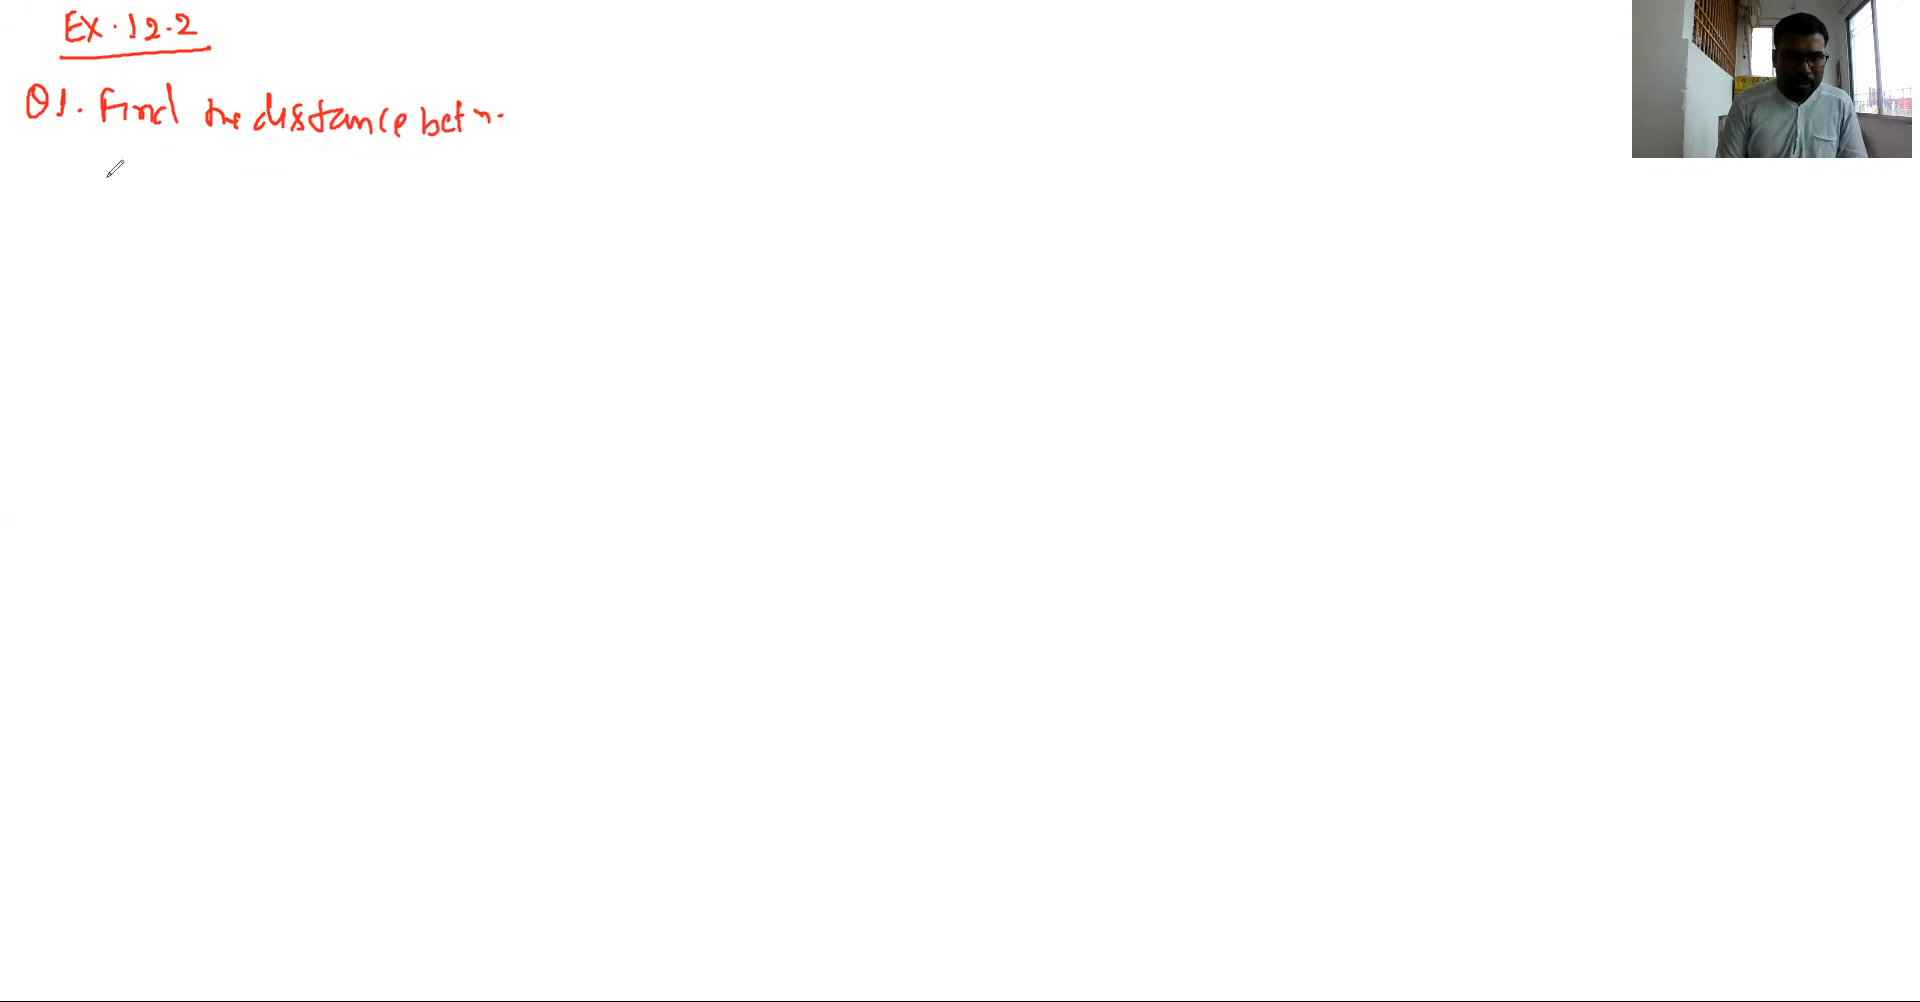 Ex. 12.2
Q1. Find the distance betn.